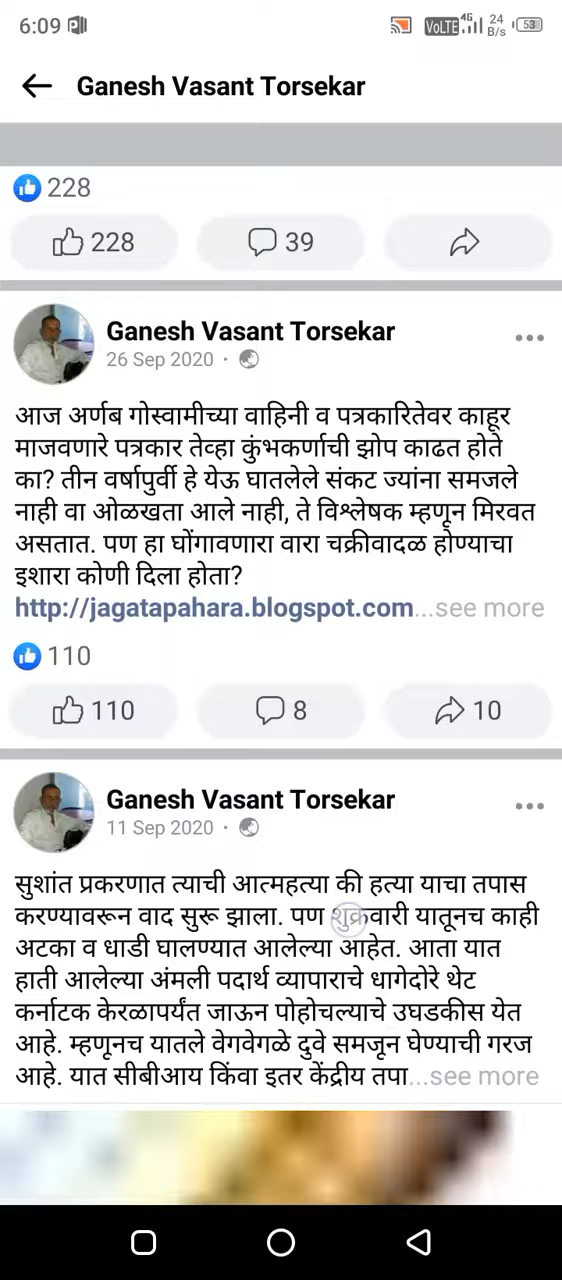 6:09
VoLTE 4G 24 B/s 53
Ganesh Vasant Torsekar
228
228 39
Ganesh Vasant Torsekar
26 Sep 2020 ·
आज अर्णब गोस्वामीच्या वाहिनी व पत्रकारितेवर काहूर
माजवणारे पत्रकार तेव्हा कुंभकर्णाची झोप काढत होते
का? तीन वर्षापुर्वी हे येऊ घातलेले संकट ज्यांना समजले
नाही वा ओळखता आले नाही, ते विश्लेषक म्हणून मिरवत
असतात. पण हा घोंगावणारा वारा चक्रीवादळ होण्याचा
इशारा कोणी दिला होता?
http://jagatapahara.blogspot.com...see more
110
110 8 10
Ganesh Vasant Torsekar
11 Sep 2020 ·
सुशांत प्रकरणात त्याची आत्महत्या की हत्या याचा तपास
करण्यावरून वाद सुरू झाला. पण शुक्रवारी यातूनच काही
अटका व धाडी घालण्यात आलेल्या आहेत. आता यात
हाती आलेल्या अंमली पदार्थ व्यापाराचे धागेदोरे थेट
कर्नाटक केरळापर्यंत जाऊन पोहोचल्याचे उघडकीस येत
आहे. म्हणूनच यातले वेगवेगळे दुवे समजून घेण्याची गरज
आहे. यात सीबीआय किंवा इतर केंद्रीय तपा...see more